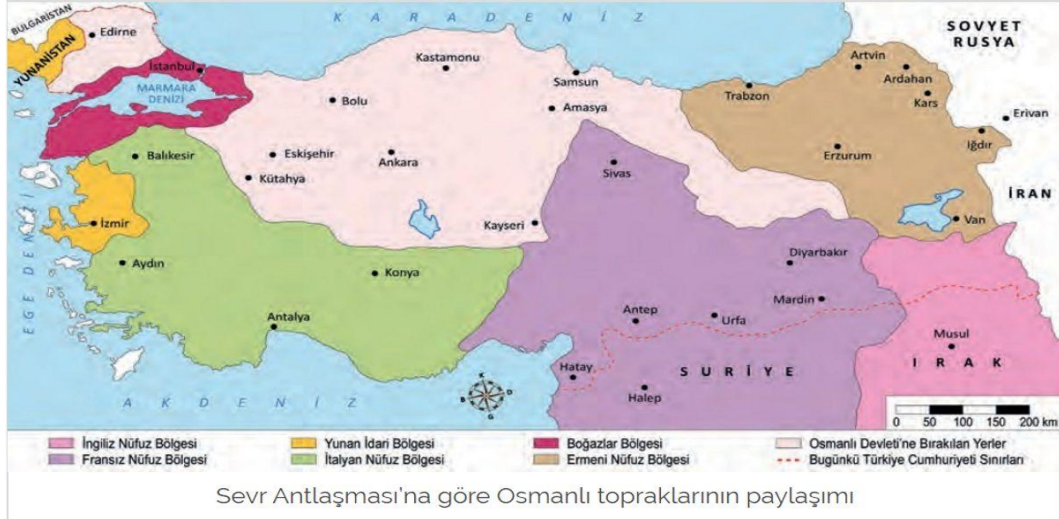 BULGARİSTAN
YUNANİSTAN
Edirne
K A R A D E N İ Z
SOVYET
RUSYA
İstanbul
MARMARA
DENİZİ
Kastamonu
Samsun
Bolu
Amasya
Trabzon
Artvin
Ardahan
Kars
Erivan
Iğdır
Balıkesir
Eskişehir
Ankara
Kütahya
Sivas
Erzurum
İRAN
Van
EGE DENİZİ
İzmir
Kayseri
Aydın
Konya
Diyarbakır
Mardin
Antalya
Antep
Urfa
Musul
Hatay
S U R İ Y E
I R A K
Halep
A K D E N İ Z
K
B
D
G
0 50 100 150 200 km
İngiliz Nüfuz Bölgesi
Yunan İdari Bölgesi
Boğazlar Bölgesi
Osmanlı Devleti'ne Bırakılan Yerler
Fransız Nüfuz Bölgesi
İtalyan Nüfuz Bölgesi
Ermeni Nüfuz Bölgesi
Bugünkü Türkiye Cumhuriyeti Sınırları
Sevr Antlaşması'na göre Osmanlı topraklarının paylaşımı